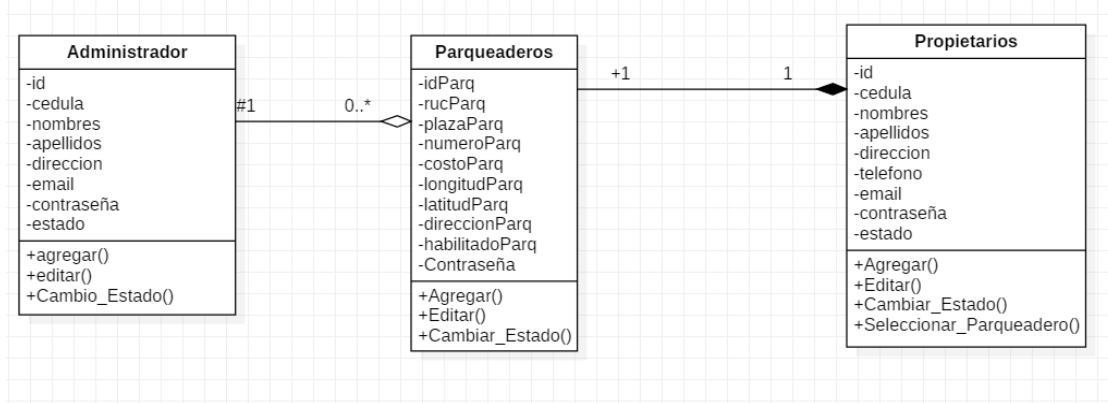 Administrador
-id
-cedula
-nombres
-apellidos
-direccion
-email
-contraseña
-estado
+agregar()
+editar()
+Cambio_Estado()
#1
0..*
Parqueaderos
-idParq
-rucParq
-plazaParq
-numeroParq
-costoParq
-longitudParq
-latitudParq
-direccionParq
-habilitadoParq
-Contraseña
+Agregar()
+Editar()
+Cambiar_Estado()
+1
1
Propietarios
-id
-cedula
-nombres
-apellidos
-direccion
-telefono
-email
-contraseña
-estado
+Agregar()
+Editar()
+Cambiar_Estado()
+Seleccionar_Parqueadero()